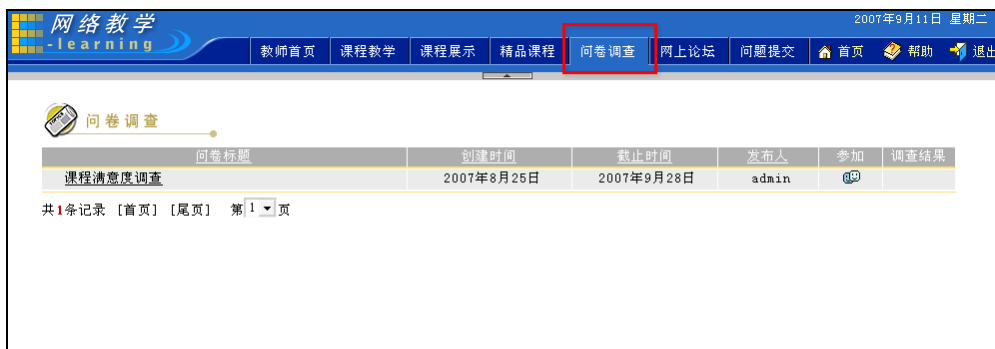 网络教学
-learning
2007年9月11日 星期二
教师首页 课程教学 课程展示 精品课程 问卷调查 网上论坛 问题提交 首页 帮助 退出
问卷调查
问卷标题 创建时间 截止时间 发布人 参加 调查结果
课程满意度调查 2007年8月25日 2007年9月28日 admin
共1条记录 [首页] [尾页] 第 1 页